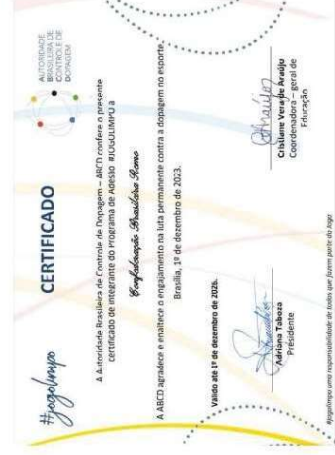 #jogolimpo
CERTIFICADO
AUTORIDADE
BRASILEIRA DE
CONTROLE DE
DOPAGEM
A Autoridade Brasileira de Controle de Dopagem – ABCD confere o presente
certificado de integrante do Programa de Adesão #JOGOLIMPO a
Confederação Brasileira Remo
A ABCD agradece e enaltece o engajamento na luta permanente contra a dopagem no esporte.
Brasília, 1º de dezembro de 2023.
Válido até 1º de dezembro de 2026.
Adriana Taboza
Presidente
Cristiane Vera de Araújo
Coordenadora – geral de
Educação
#jogolimpo uma responsabilidade de todos que fazem parte do jogo